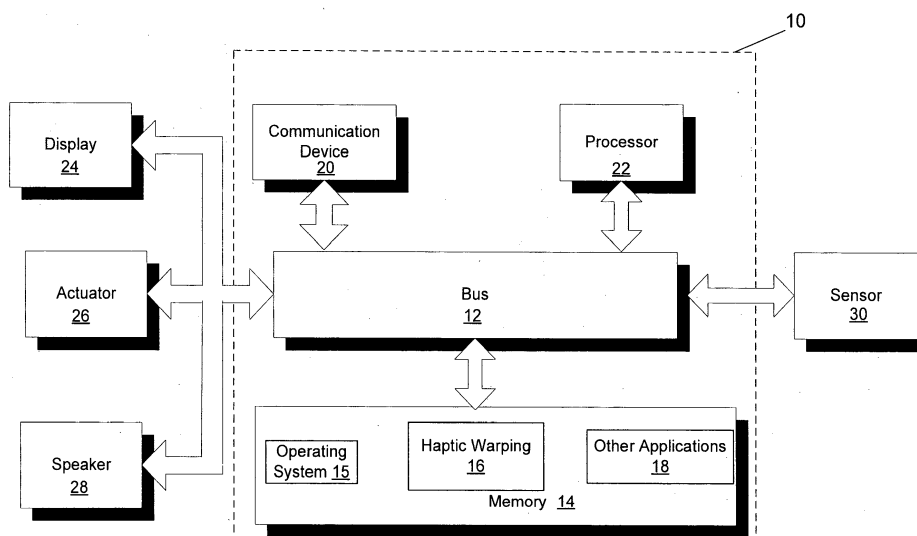 10
Display
24
Communication
Device
20
Processor
22
Actuator
26
Bus
12
Sensor
30
Speaker
28
Operating
System 15
Haptic Warping
16
Other Applications
18
Memory 14